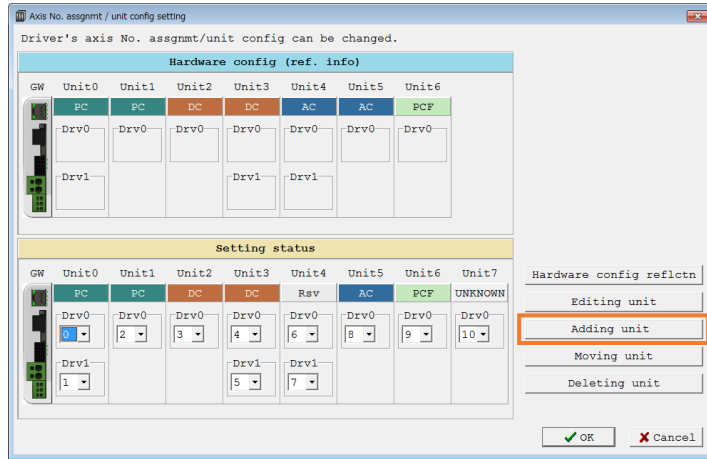 Axis No. assgnmt / unit config setting
Driver's axis No. assgnmt/unit config can be changed.
Hardware config (ref. info)
GW Unit0 Unit1 Unit2 Unit3 Unit4 Unit5 Unit6
PC PC DC DC AC AC PCF
Drv0 Drv0 Drv0 Drv0 Drv0 Drv0 Drv0
Drv1 Drv1 Drv1
Setting status
GW Unit0 Unit1 Unit2 Unit3 Unit4 Unit5 Unit6 Unit7
PC PC DC DC Rsv AC PCF UNKNOWN
Drv0 Drv0 Drv0 Drv0 Drv0 Drv0 Drv0 Drv0
0 2 3 4 6 8 9 10
Drv1 Drv1 Drv1
1 5 7
Hardware config reflctn
Editing unit
Adding unit
Moving unit
Deleting unit
OK Cancel